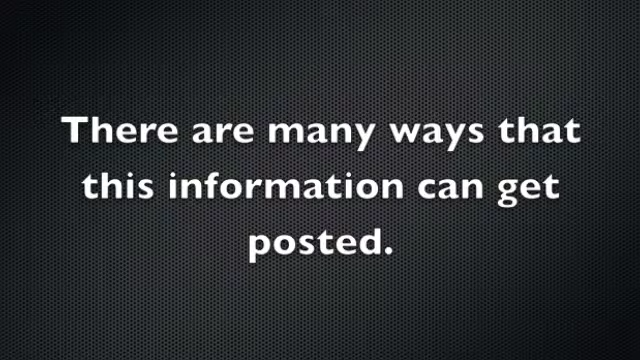 There are many ways that
this information can get
posted.